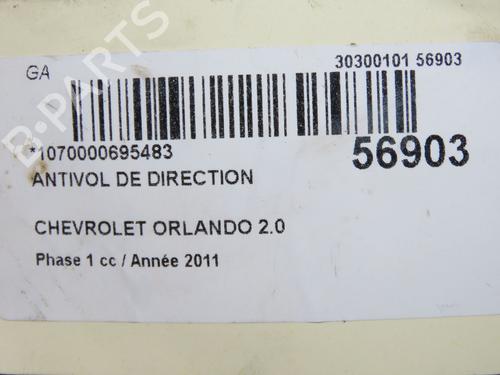 GA
30300101 56903
*1070000695483
56903
ANTIVOL DE DIRECTION
CHEVROLET ORLANDO 2.0
Phase 1 cc / Année 2011
B-PARTS